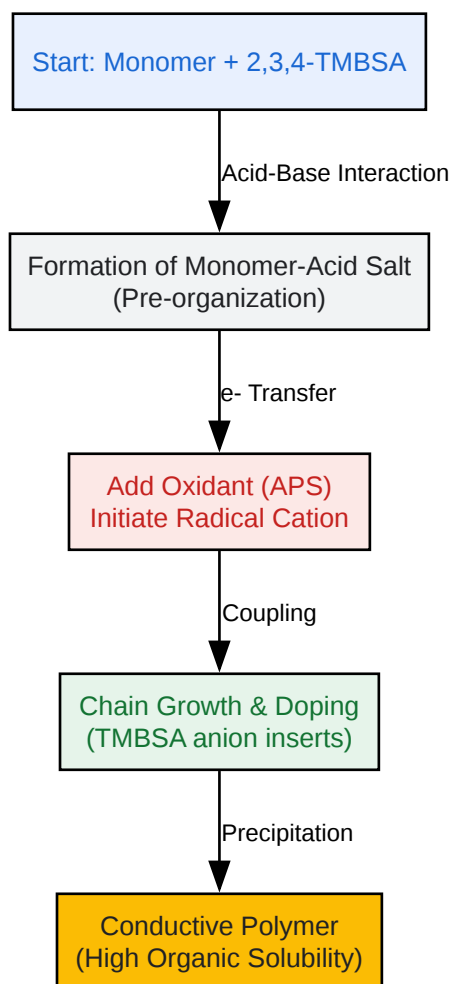 Start: Monomer + 2,3,4-TMBSA
Acid-Base Interaction
Formation of Monomer-Acid Salt
(Pre-organization)
e- Transfer
Add Oxidant (APS)
Initiate Radical Cation
Coupling
Chain Growth & Doping
(TMBSA anion inserts)
Precipitation
Conductive Polymer
(High Organic Solubility)